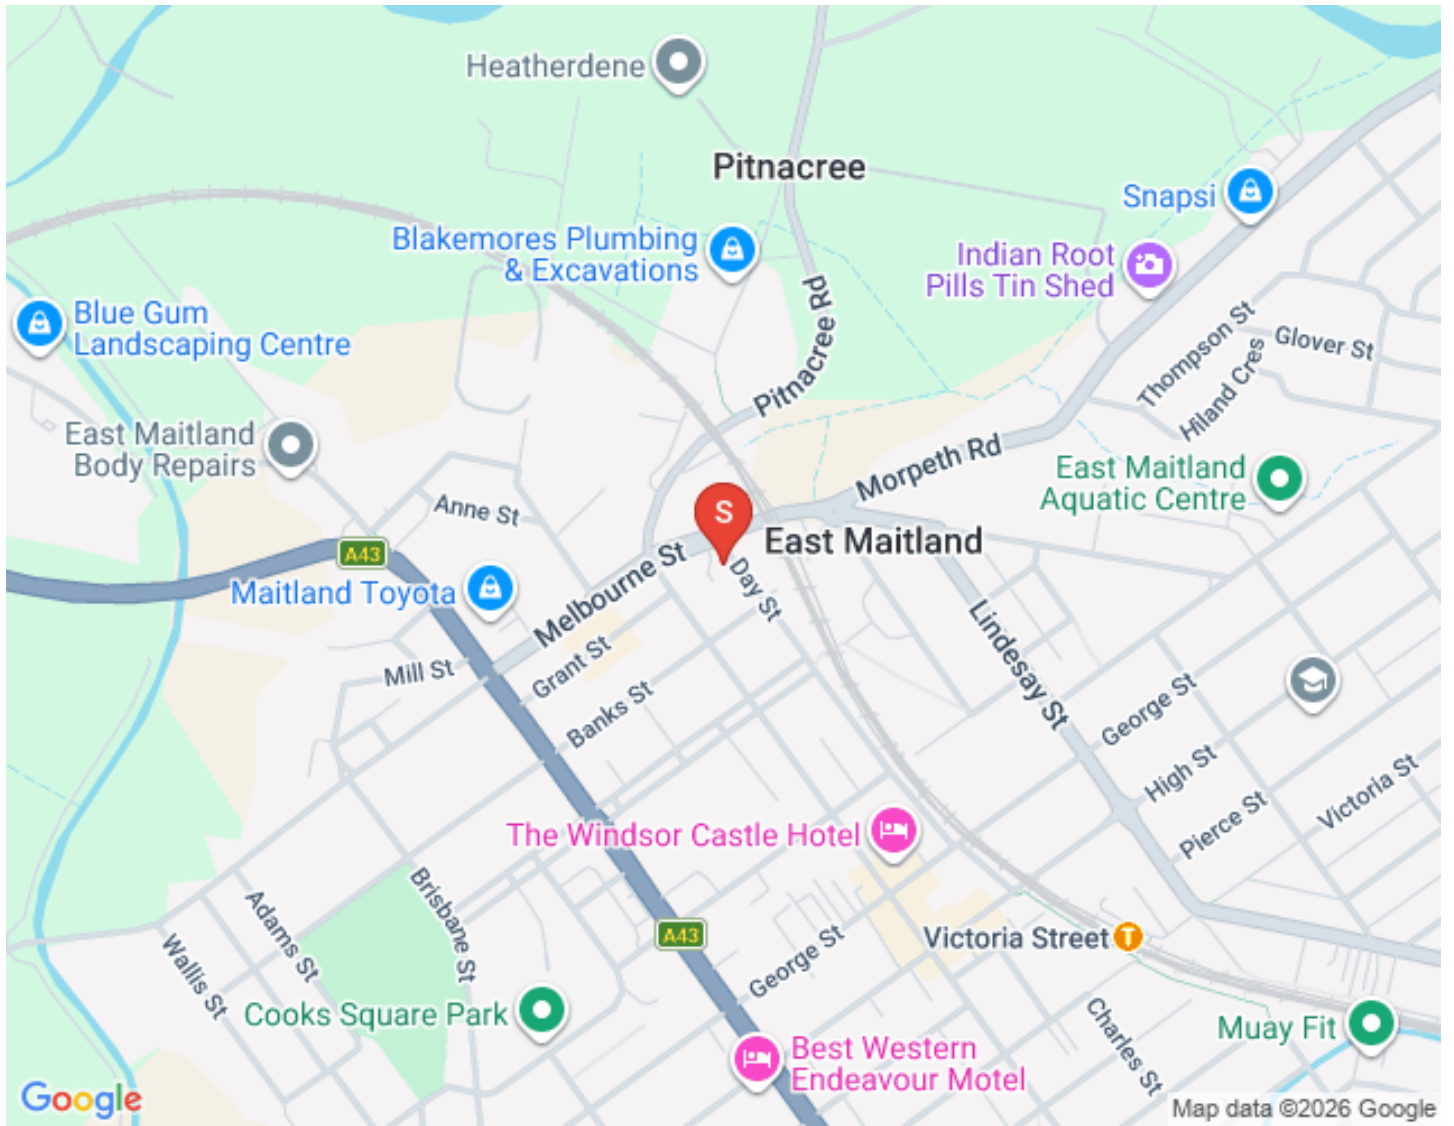 Heatherdene
Pitnacree
Snapsi
Blakemores Plumbing
& Excavations
Indian Root
Pills Tin Shed
Blue Gum
Landscaping Centre
Pitnacree Rd
Thompson St
Glover St
Hiland Cres
East Maitland
Body Repairs
Morpeth Rd
East Maitland
Aquatic Centre
Anne St
S
A43
East Maitland
Maitland Toyota
Melbourne St
Day St
Lindesay St
Mill St
Grant St
Banks St
George St
High St
Victoria St
Pierce St
The Windsor Castle Hotel
Adams St
Brisbane St
Wallis St
A43
George St
Victoria Street
T
Cooks Square Park
Charles St
Muay Fit
Best Western
Endeavour Motel
Google
Map data ©2026 Google